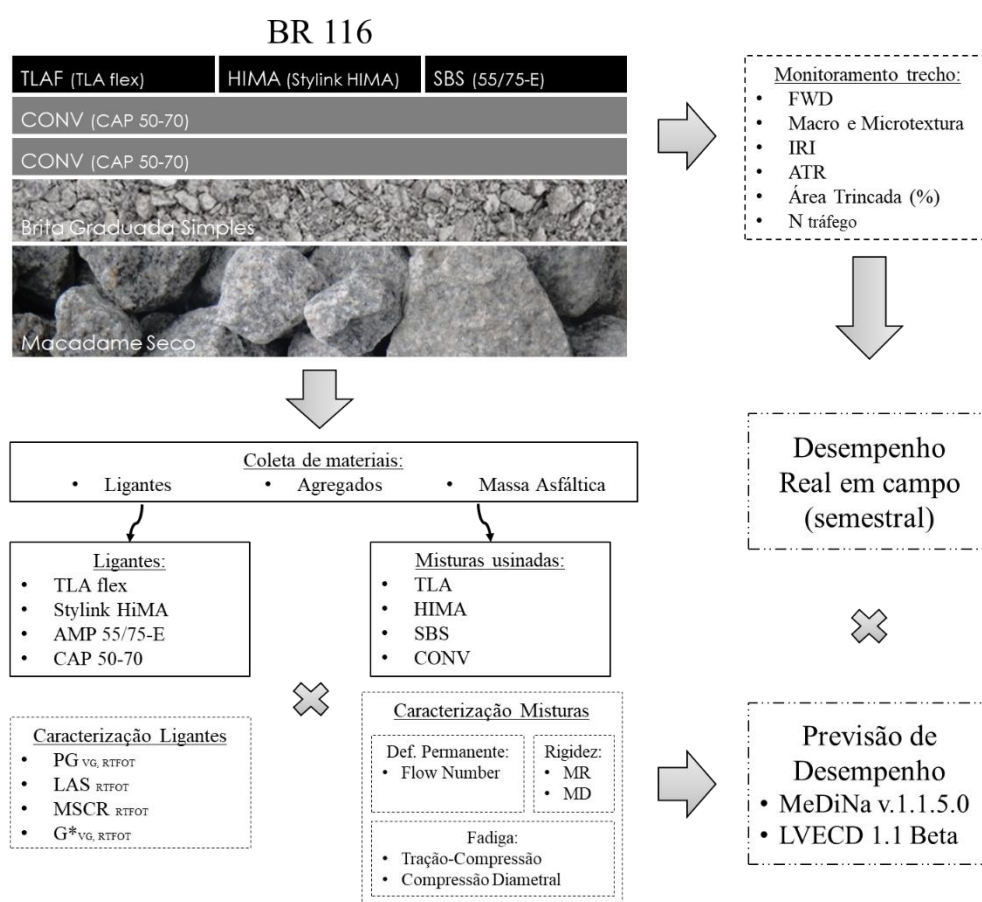 BR 116
TLAF (TLA flex)
HIMA (Stylink HIMA)
SBS (55/75-E)
CONV (CAP 50-70)
CONV (CAP 50-70)
Brita Graduada Simples
Macadame Seco
Monitoramento trecho:
• FWD
• Macro e Microtextura
• IRI
• ATR
• Área Trincada (%)
• N tráfego
Coleta de materiais:
• Ligantes • Agregados • Massa Asfáltica
Ligantes:
• TLA flex
• Stylink HiMA
• AMP 55/75-E
• CAP 50-70
Misturas usinadas:
• TLA
• HIMA
• SBS
• CONV
Desempenho
Real em campo
(semestral)
Caracterização Ligantes
• PG VG, RTFOT
• LAS RTFOT
• MSCR RTFOT
• G* VG, RTFOT
Caracterização Misturas
Def. Permanente:
• Flow Number
Rigidez:
• MR
• MD
Fadiga:
• Tração-Compressão
• Compressão Diametral
Previsão de
Desempenho
• MeDiNa v.1.1.5.0
• LVECD 1.1 Beta